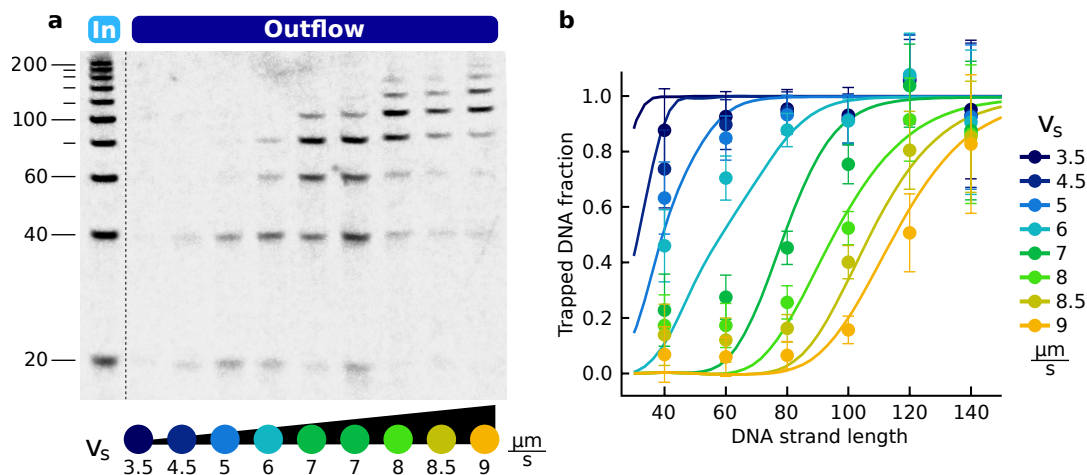 a
In
Outflow
200
100
60
40
20
Vs
3.5 4.5 5 6 7 7 8 8.5 9
μm
s
b
Trapped DNA fraction
1.0
0.8
0.6
0.4
0.2
0.0
40 60 80 100 120 140
DNA strand length
Vs
3.5
4.5
5
6
7
8
8.5
9
μm
s